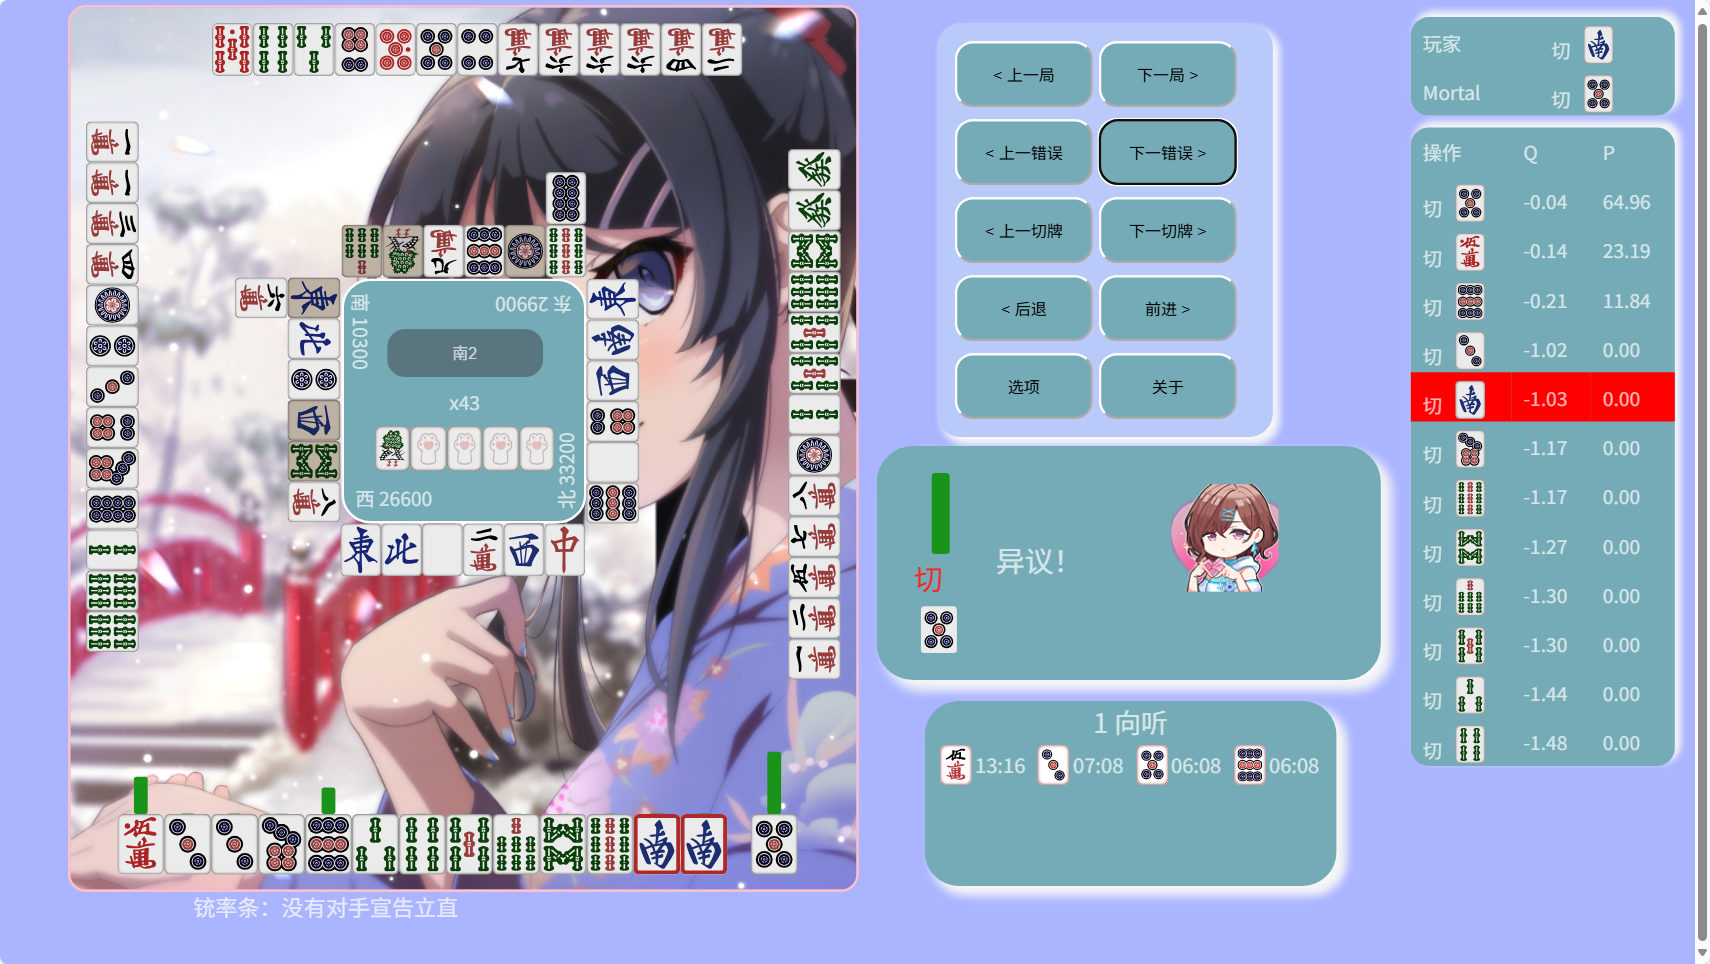 南 10300
东 29900
南2
x43
北 33200
西 26600
铳率条：没有对手宣告立直
< 上一局
下一局 >
< 上一错误
下一错误 >
< 上一切牌
下一切牌 >
< 后退
前进 >
选项
关于
切
异议！
1 向听
13:16
07:08
06:08
06:08
玩家 切
Mortal 切
操作 Q P
切 -0.04 64.96
切 -0.14 23.19
切 -0.21 11.84
切 -1.02 0.00
切 -1.03 0.00
切 -1.17 0.00
切 -1.17 0.00
切 -1.27 0.00
切 -1.30 0.00
切 -1.30 0.00
切 -1.44 0.00
切 -1.48 0.00